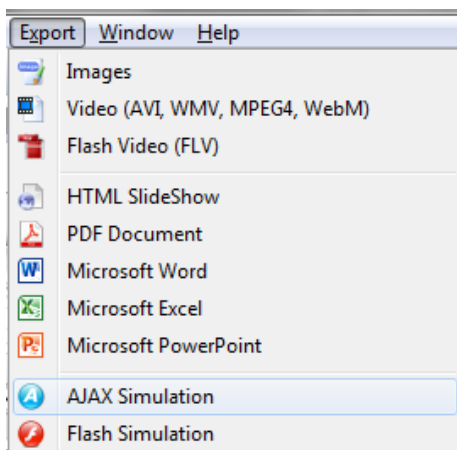 Export Window Help
Images
Video (AVI, WMV, MPEG4, WebM)
Flash Video (FLV)
HTML SlideShow
PDF Document
Microsoft Word
Microsoft Excel
Microsoft PowerPoint
AJAX Simulation
Flash Simulation